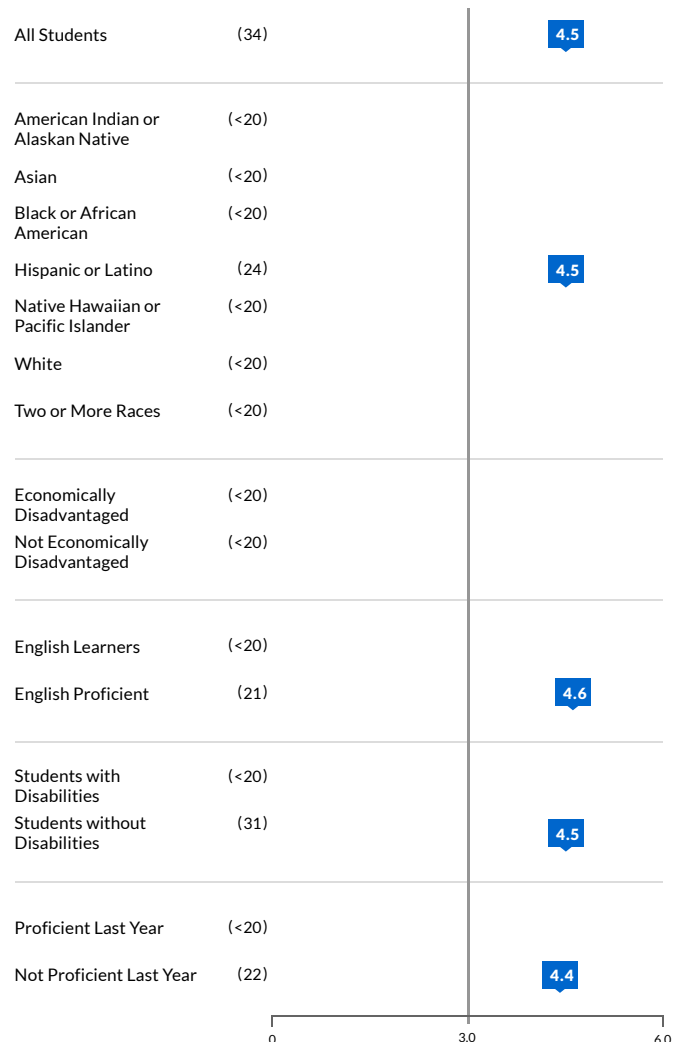 All Students (34) 4.5
American Indian or (<20)
Alaskan Native
Asian (<20)
Black or African (<20)
American
Hispanic or Latino (24) 4.5
Native Hawaiian or (<20)
Pacific Islander
White (<20)
Two or More Races (<20)
Economically (<20)
Disadvantaged
Not Economically (<20)
Disadvantaged
English Learners (<20)
English Proficient (21) 4.6
Students with (<20)
Disabilities
Students without (31) 4.5
Disabilities
Proficient Last Year (<20)
Not Proficient Last Year (22) 4.4
0 3.0 6.0